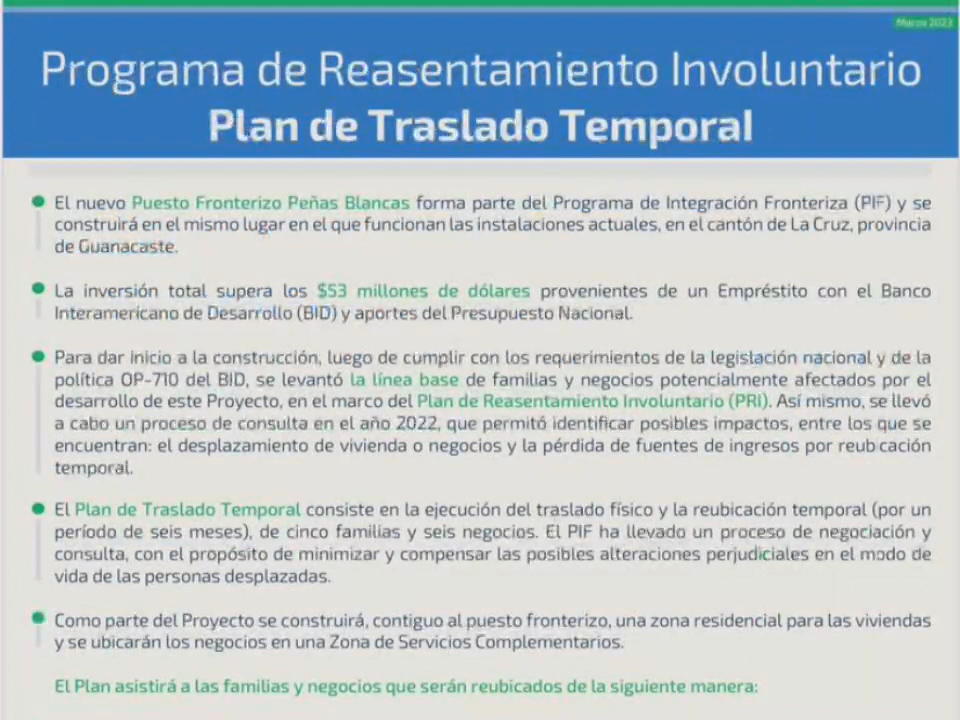 Marzo 2023
Programa de Reasentamiento Involuntario
Plan de Traslado Temporal
El nuevo Puesto Fronterizo Peñas Blancas forma parte del Programa de Integración Fronteriza (PIF) y se
construirá en el mismo lugar en el que funcionan las instalaciones actuales, en el cantón de La Cruz, provincia
de Guanacaste.
La inversión total supera los $53 millones de dólares provenientes de un Empréstito con el Banco
Interamericano de Desarrollo (BID) y aportes del Presupuesto Nacional.
Para dar inicio a la construcción, luego de cumplir con los requerimientos de la legislación nacional y de la
política OP-710 del BID, se levantó la línea base de familias y negocios potencialmente afectados por el
desarrollo de este Proyecto, en el marco del Plan de Reasentamiento Involuntario (PRI). Así mismo, se llevó
a cabo un proceso de consulta en el año 2022, que permitó identificar posibles impactos, entre los que se
encuentran: el desplazamiento de vivienda o negocios y la pérdida de fuentes de ingresos por reubicación
temporal.
El Plan de Traslado Temporal consiste en la ejecución del traslado físico y la reubicación temporal (por un
período de seis meses), de cinco familias y seis negocios. El PIF ha llevado un proceso de negociación y
consulta, con el propósito de minimizar y compensar las posibles alteraciones perjudiciales en el modo de
vida de las personas desplazadas.
Como parte del Proyecto se construirá, contiguo al puesto fronterizo, una zona residencial para las viviendas
y se ubicarán los negocios en una Zona de Servicios Complementarios.
El Plan asistirá a las familias y negocios que serán reubicados de la siguiente manera: